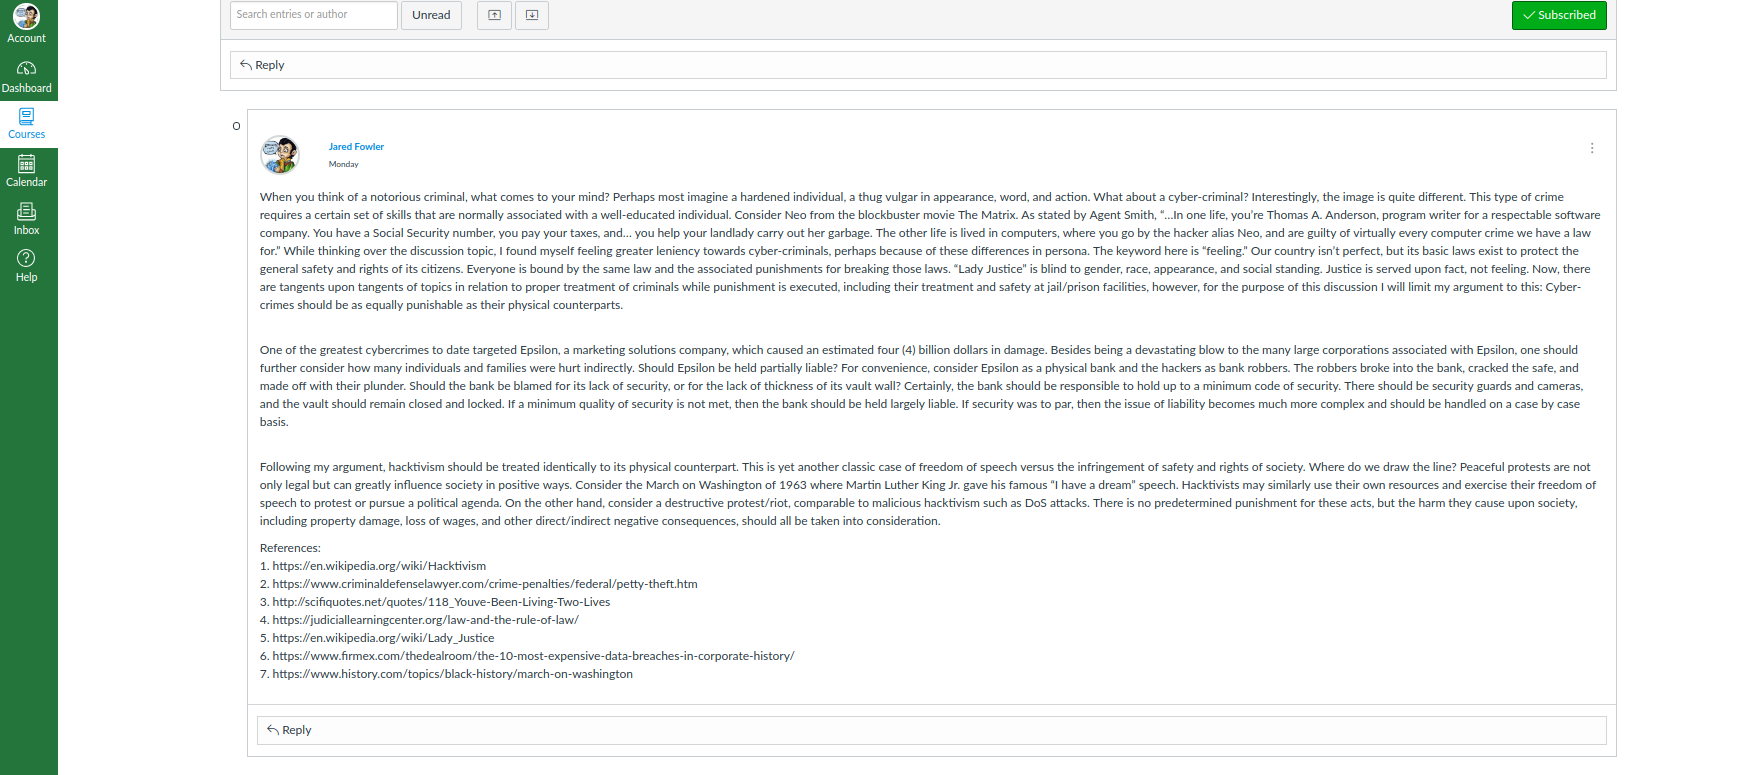 Search entries or author
Unread
Subscribed
Account
Dashboard
Courses
Calendar
Inbox
Help
Reply
Jared Fowler
Monday
When you think of a notorious criminal, what comes to your mind? Perhaps most imagine a hardened individual, a thug vulgar in appearance, word, and action. What about a cyber-criminal? Interestingly, the image is quite different. This type of crime
requires a certain set of skills that are normally associated with a well-educated individual. Consider Neo from the blockbuster movie The Matrix. As stated by Agent Smith, “...In one life, you’re Thomas A. Anderson, program writer for a respectable software
company. You have a Social Security number, you pay your taxes, and... you help your landlady carry out her garbage. The other life is lived in computers, where you go by the hacker alias Neo, and are guilty of virtually every computer crime we have a law
for.” While thinking over the discussion topic, I found myself feeling greater leniency towards cyber-criminals, perhaps because of these differences in persona. The keyword here is “feeling.” Our country isn’t perfect, but its basic laws exist to protect the
general safety and rights of its citizens. Everyone is bound by the same law and the associated punishments for breaking those laws. “Lady Justice” is blind to gender, race, appearance, and social standing. Justice is served upon fact, not feeling. Now, there
are tangents upon tangents of topics in relation to proper treatment of criminals while punishment is executed, including their treatment and safety at jail/prison facilities, however, for the purpose of this discussion I will limit my argument to this: Cyber-
crimes should be as equally punishable as their physical counterparts.
One of the greatest cybercrimes to date targeted Epsilon, a marketing solutions company, which caused an estimated four (4) billion dollars in damage. Besides being a devastating blow to the many large corporations associated with Epsilon, one should
further consider how many individuals and families were hurt indirectly. Should Epsilon be held partially liable? For convenience, consider Epsilon as a physical bank and the hackers as bank robbers. The robbers broke into the bank, cracked the safe, and
made off with their plunder. Should the bank be blamed for its lack of security, or for the lack of thickness of its vault wall? Certainly, the bank should be responsible to hold up to a minimum code of security. There should be security guards and cameras,
and the vault should remain closed and locked. If a minimum quality of security is not met, then the bank should be held largely liable. If security was to par, then the issue of liability becomes much more complex and should be handled on a case by case
basis.
Following my argument, hacktivism should be treated identically to its physical counterpart. This is yet another classic case of freedom of speech versus the infringement of safety and rights of society. Where do we draw the line? Peaceful protests are not
only legal but can greatly influence society in positive ways. Consider the March on Washington of 1963 where Martin Luther King Jr. gave his famous “I have a dream” speech. Hacktivists may similarly use their own resources and exercise their freedom of
speech to protest or pursue a political agenda. On the other hand, consider a destructive protest/riot, comparable to malicious hacktivism such as DoS attacks. There is no predetermined punishment for these acts, but the harm they cause upon society,
including property damage, loss of wages, and other direct/indirect negative consequences, should all be taken into consideration.
References:
1. https://en.wikipedia.org/wiki/Hacktivism
2. https://www.criminaldefenselawyer.com/crime-penalties/federal/petty-theft.htm
3. http://scifiquotes.net/quotes/118_Youve-Been-Living-Two-Lives
4. https://judiciallearningcenter.org/law-and-the-rule-of-law/
5. https://en.wikipedia.org/wiki/Lady_Justice
6. https://www.firmex.com/thedealroom/the-10-most-expensive-data-breaches-in-corporate-history/
7. https://www.history.com/topics/black-history/march-on-washington
Reply